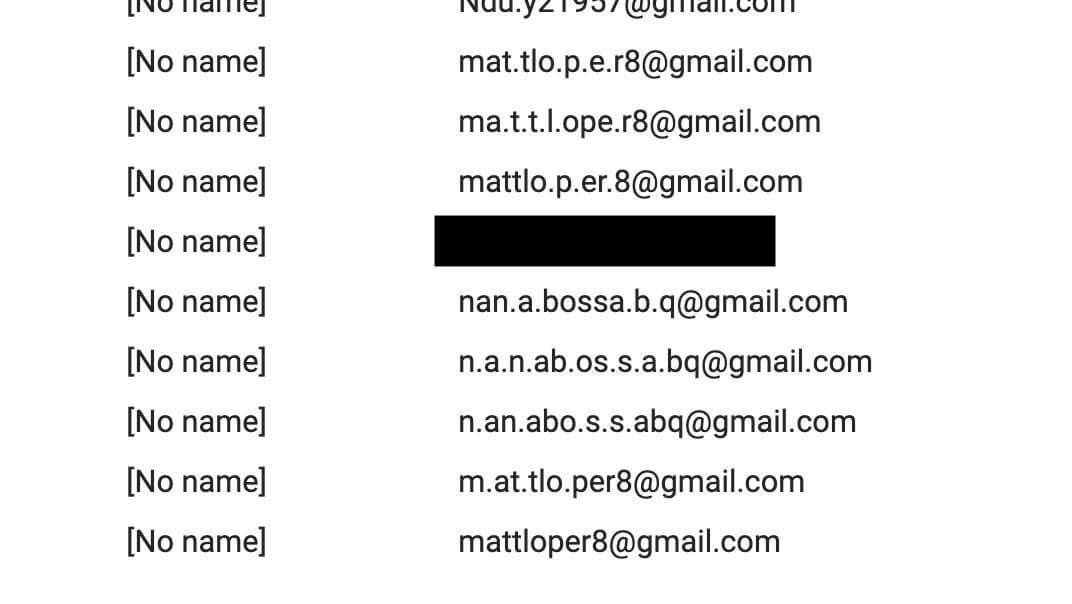 [No name] Ndu.y21957@gmail.com
[No name] mat.tlo.p.e.r8@gmail.com
[No name] ma.t.t.l.ope.r8@gmail.com
[No name] mattlo.p.er.8@gmail.com
[No name]
[No name] nan.a.bossa.b.q@gmail.com
[No name] n.a.n.ab.os.s.a.bq@gmail.com
[No name] n.an.abo.s.s.abq@gmail.com
[No name] m.at.tlo.per8@gmail.com
[No name] mattloper8@gmail.com